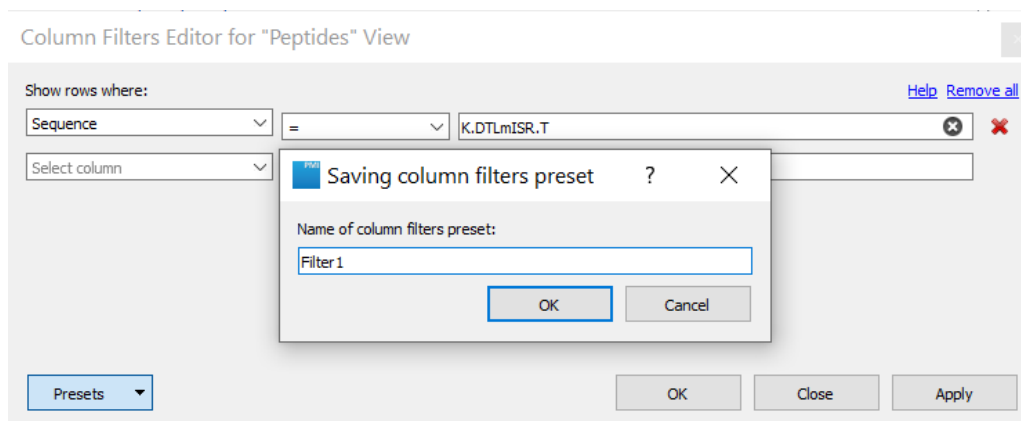 Column Filters Editor for "Peptides" View
Show rows where:
Help Remove all
Sequence = K.DTLmISR.T
Select column
PMI Saving column filters preset ?
Name of column filters preset:
Filter1
OK Cancel
Presets OK Close Apply